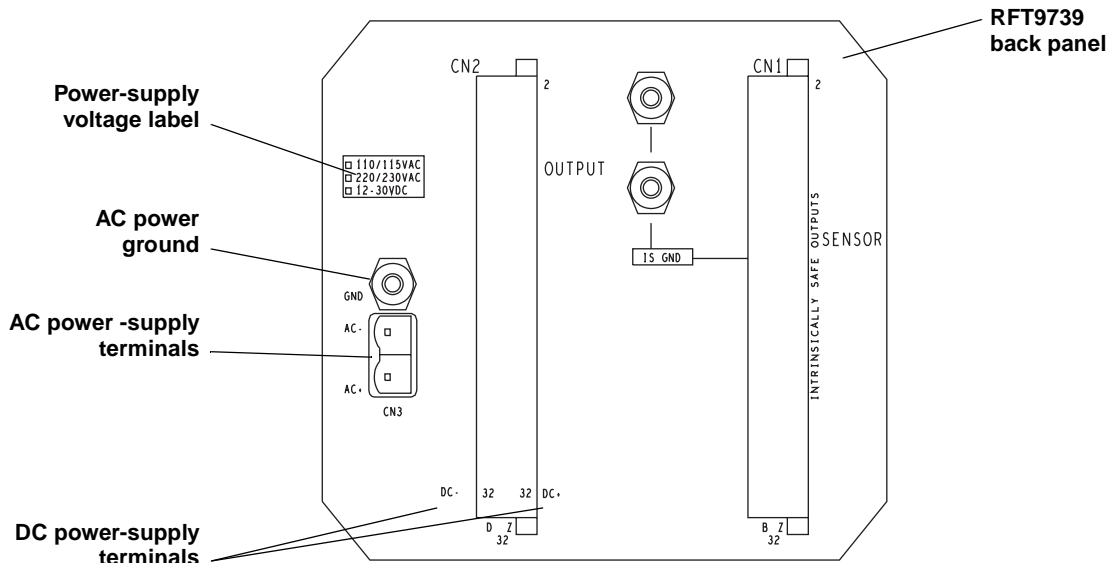 RFT9739
back panel
CN2
CN1
2
2
Power-supply
voltage label
110/115VAC
220/230VAC
12-30VDC
OUTPUT
AC power
ground
INTRINSICALLY SAFE OUTPUTS
SENSOR
IS GND
GND
AC power -supply
terminals
AC-
AC+
CN3
DC- 32 32 DC+
D Z
32
B Z
32
DC power-supply
terminals